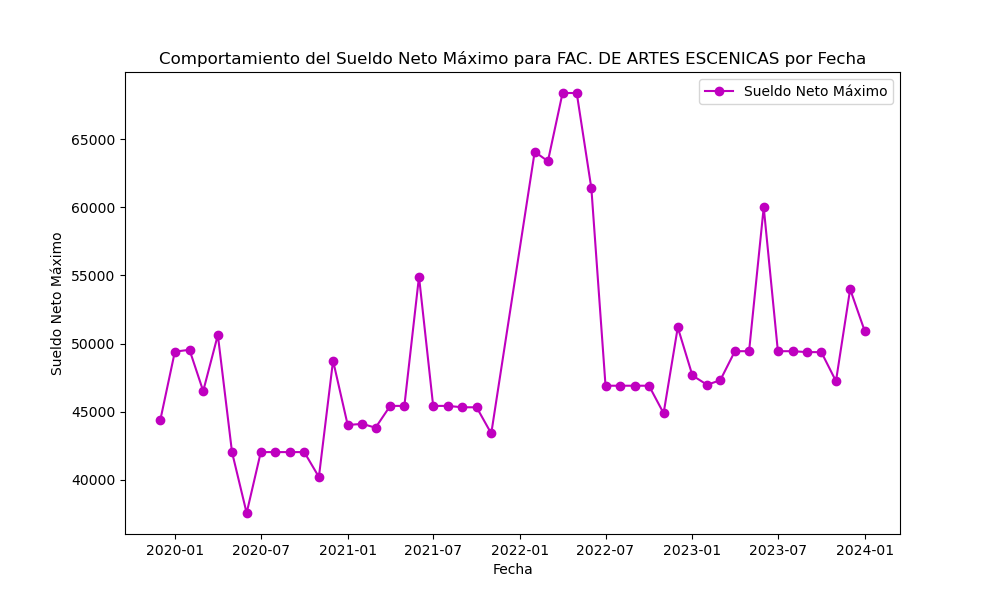 Comportamiento del Sueldo Neto Máximo para FAC. DE ARTES ESCENICAS por Fecha
Sueldo Neto Máximo
Sueldo Neto Máximo
65000
60000
55000
50000
45000
40000
2020-01 2020-07 2021-01 2021-07 2022-01 2022-07 2023-01 2023-07 2024-01
Fecha